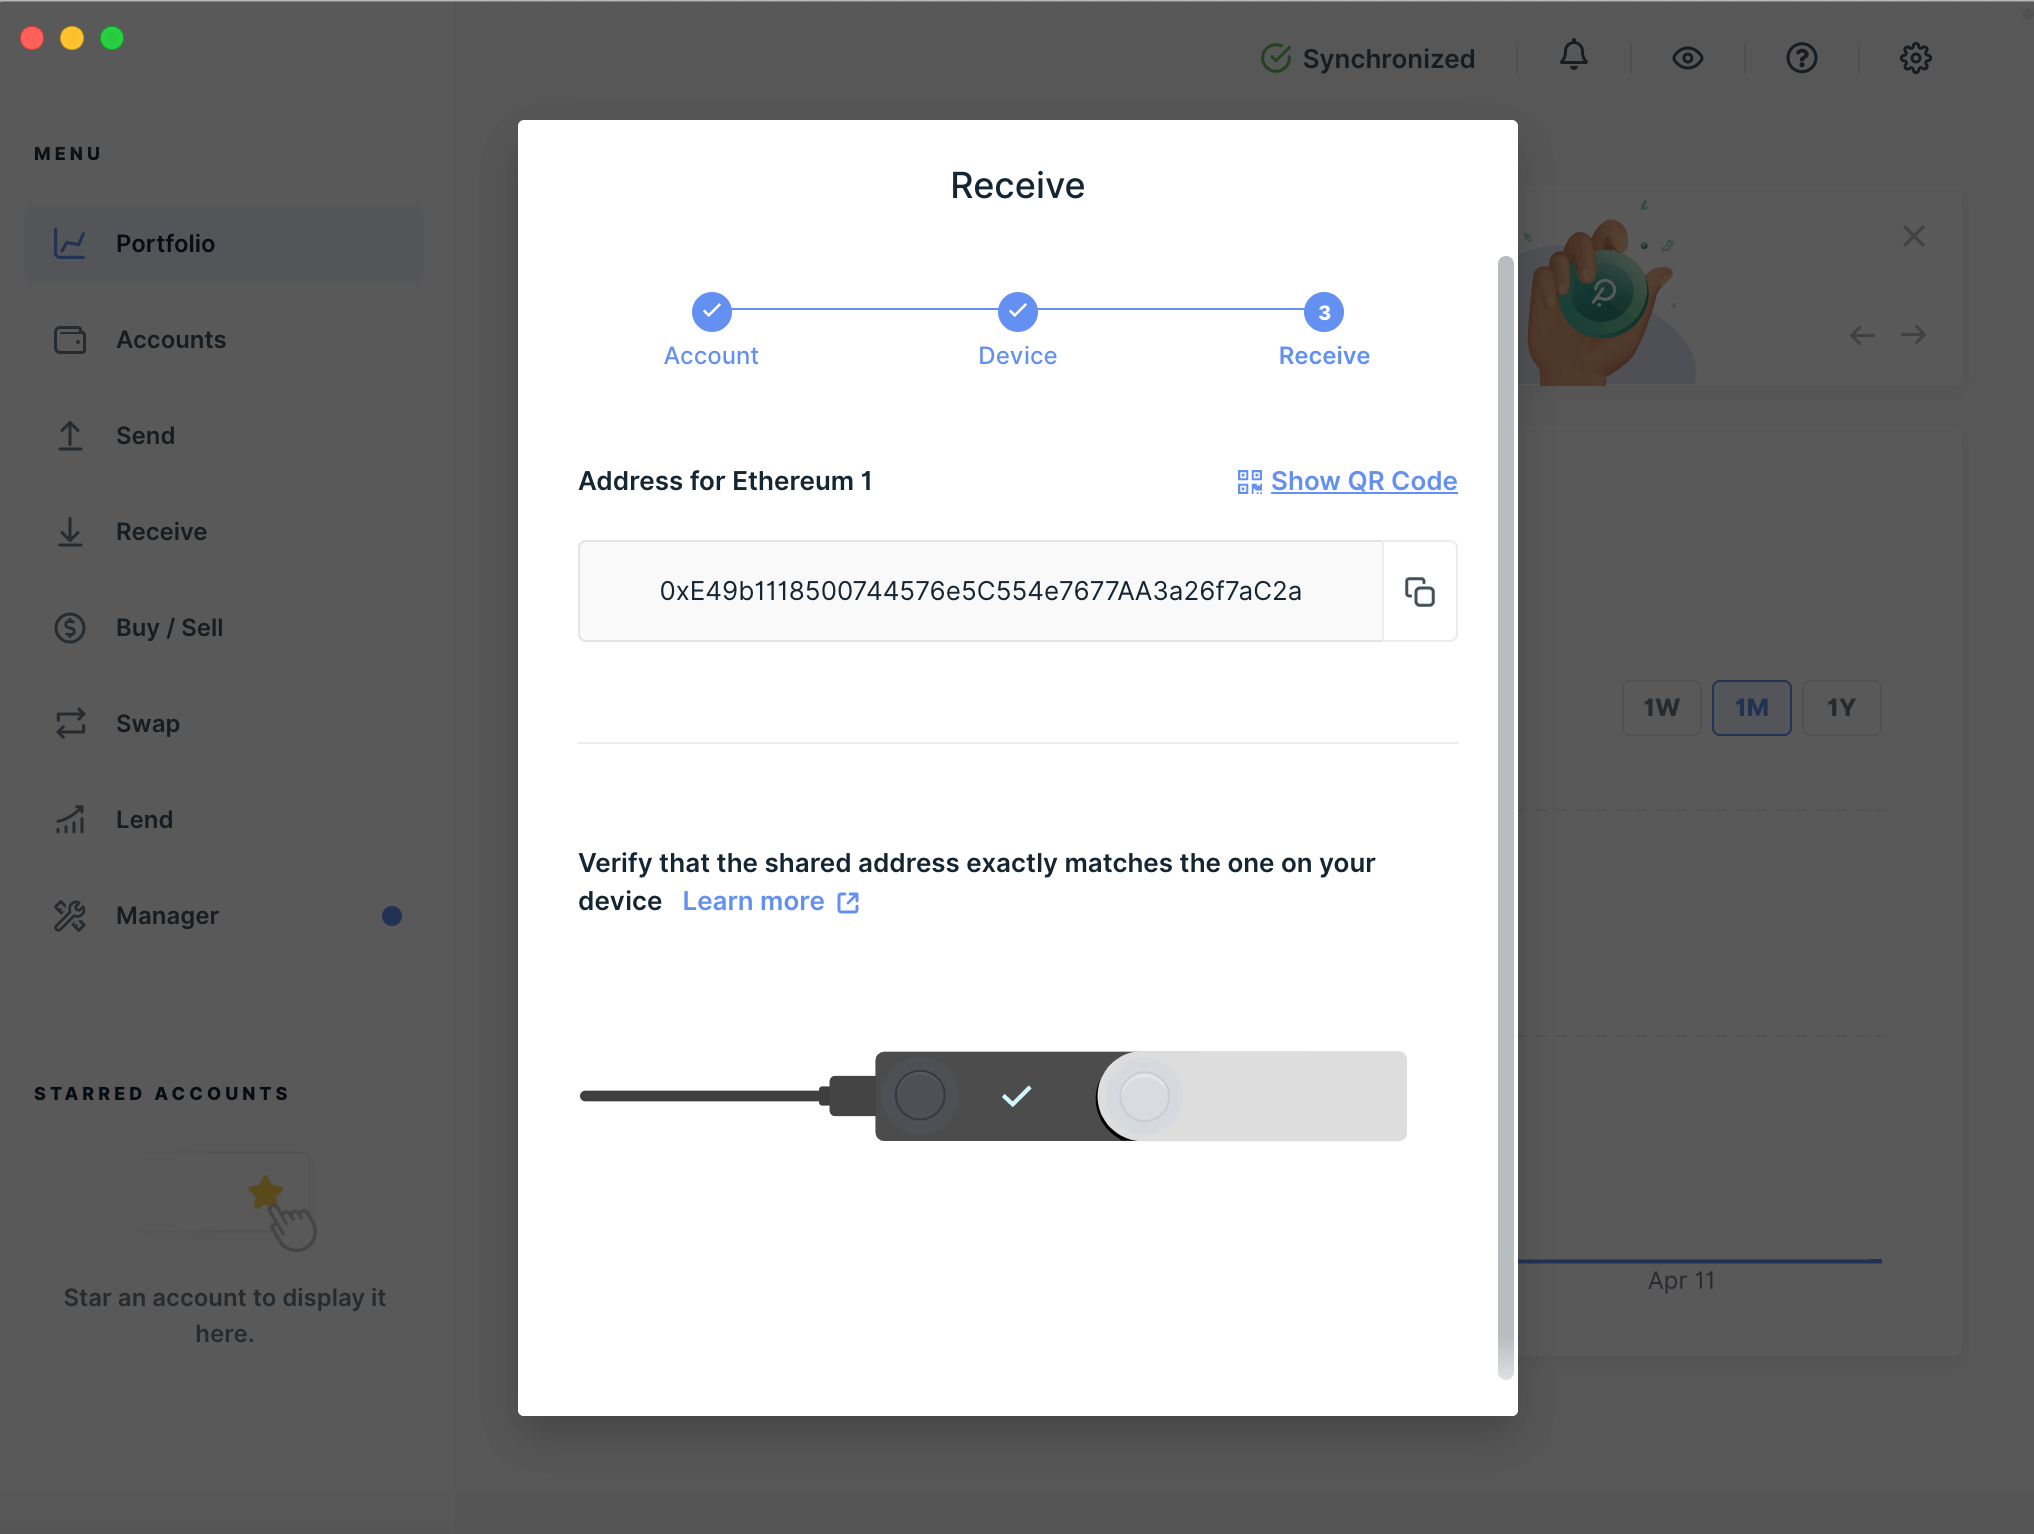 Synchronized
MENU
Portfolio
Accounts
Send
Receive
Buy / Sell
Swap
Lend
Manager
STARRED ACCOUNTS
Star an account to display it
here.
Receive
Account
Device
3
Receive
Address for Ethereum 1
Show QR Code
0xE49b1118500744576e5C554e7677AA3a26f7aC2a
Verify that the shared address exactly matches the one on your
device Learn more
1W
1M
1Y
Apr 11